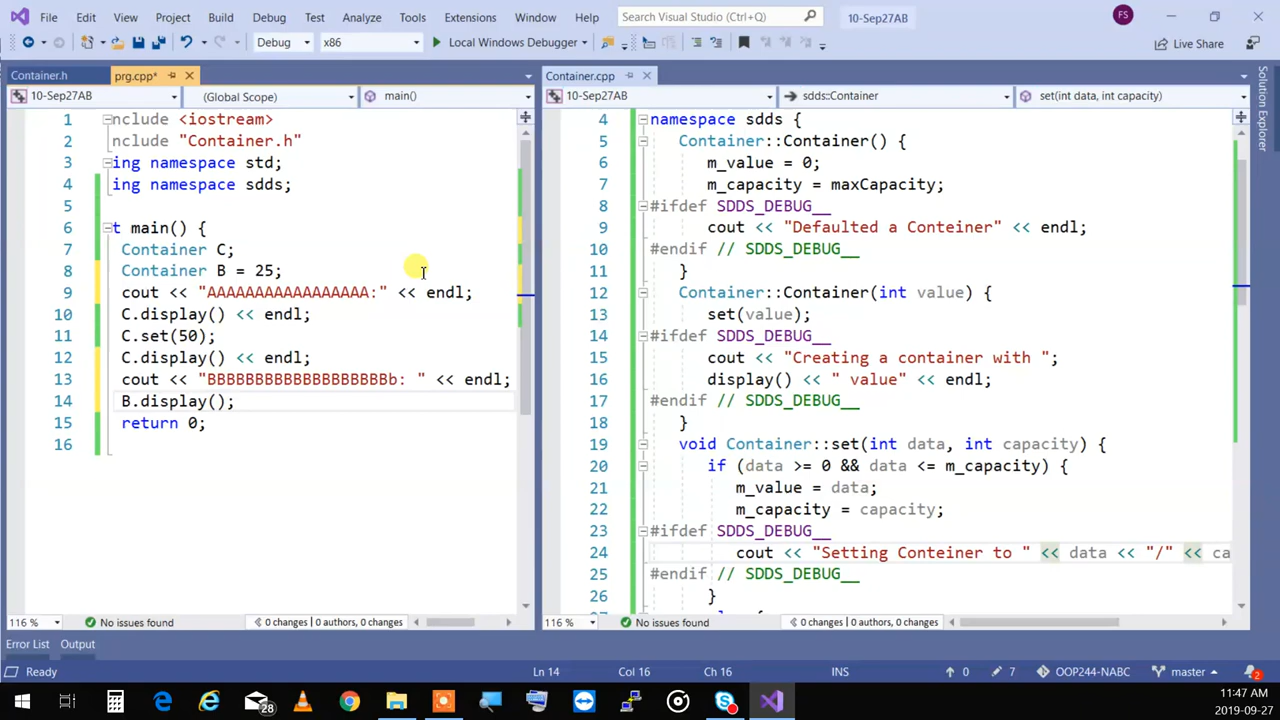 File Edit View Project Build Debug Test Analyze Tools Extensions Window Help Search Visual Studio (Ctrl+Q) 10-Sep27AB FS
Debug x86 Local Windows Debugger Live Share
Container.h prg.cpp* Container.cpp
10-Sep27AB (Global Scope) main() 10-Sep27AB sdds::Container set(int data, int capacity)
1 nclude <iostream>
2 nclude "Container.h"
3 ing namespace std;
4 ing namespace sdds;
5
6 t main() {
7 Container C;
8 Container B = 25;
9 cout << "AAAAAAAAAAAAAAAAA:" << endl;
10 C.display() << endl;
11 C.set(50);
12 C.display() << endl;
13 cout << "BBBBBBBBBBBBBBBBBBBb: " << endl;
14 B.display();
15 return 0;
16
4 namespace sdds {
5 Container::Container() {
6 m_value = 0;
7 m_capacity = maxCapacity;
8 #ifdef SDDS_DEBUG__
9 cout << "Defaulted a Conteiner" << endl;
10 #endif // SDDS_DEBUG__
11 }
12 Container::Container(int value) {
13 set(value);
14 #ifdef SDDS_DEBUG__
15 cout << "Creating a container with ";
16 display() << " value" << endl;
17 #endif // SDDS_DEBUG__
18 }
19 void Container::set(int data, int capacity) {
20 if (data >= 0 && data <= m_capacity) {
21 m_value = data;
22 m_capacity = capacity;
23 #ifdef SDDS_DEBUG__
24 cout << "Setting Conteiner to " << data << "/" << ca
25 #endif // SDDS_DEBUG__
26 }
116 % No issues found 0 changes | 0 authors, 0 changes 116 % No issues found 0 changes | 0 authors, 0 changes
Solution Explorer
Error List Output
Ready Ln 14 Col 16 Ch 16 INS 0 7 OOP244-NABC master 2
28
11:47 AM
2019-09-27